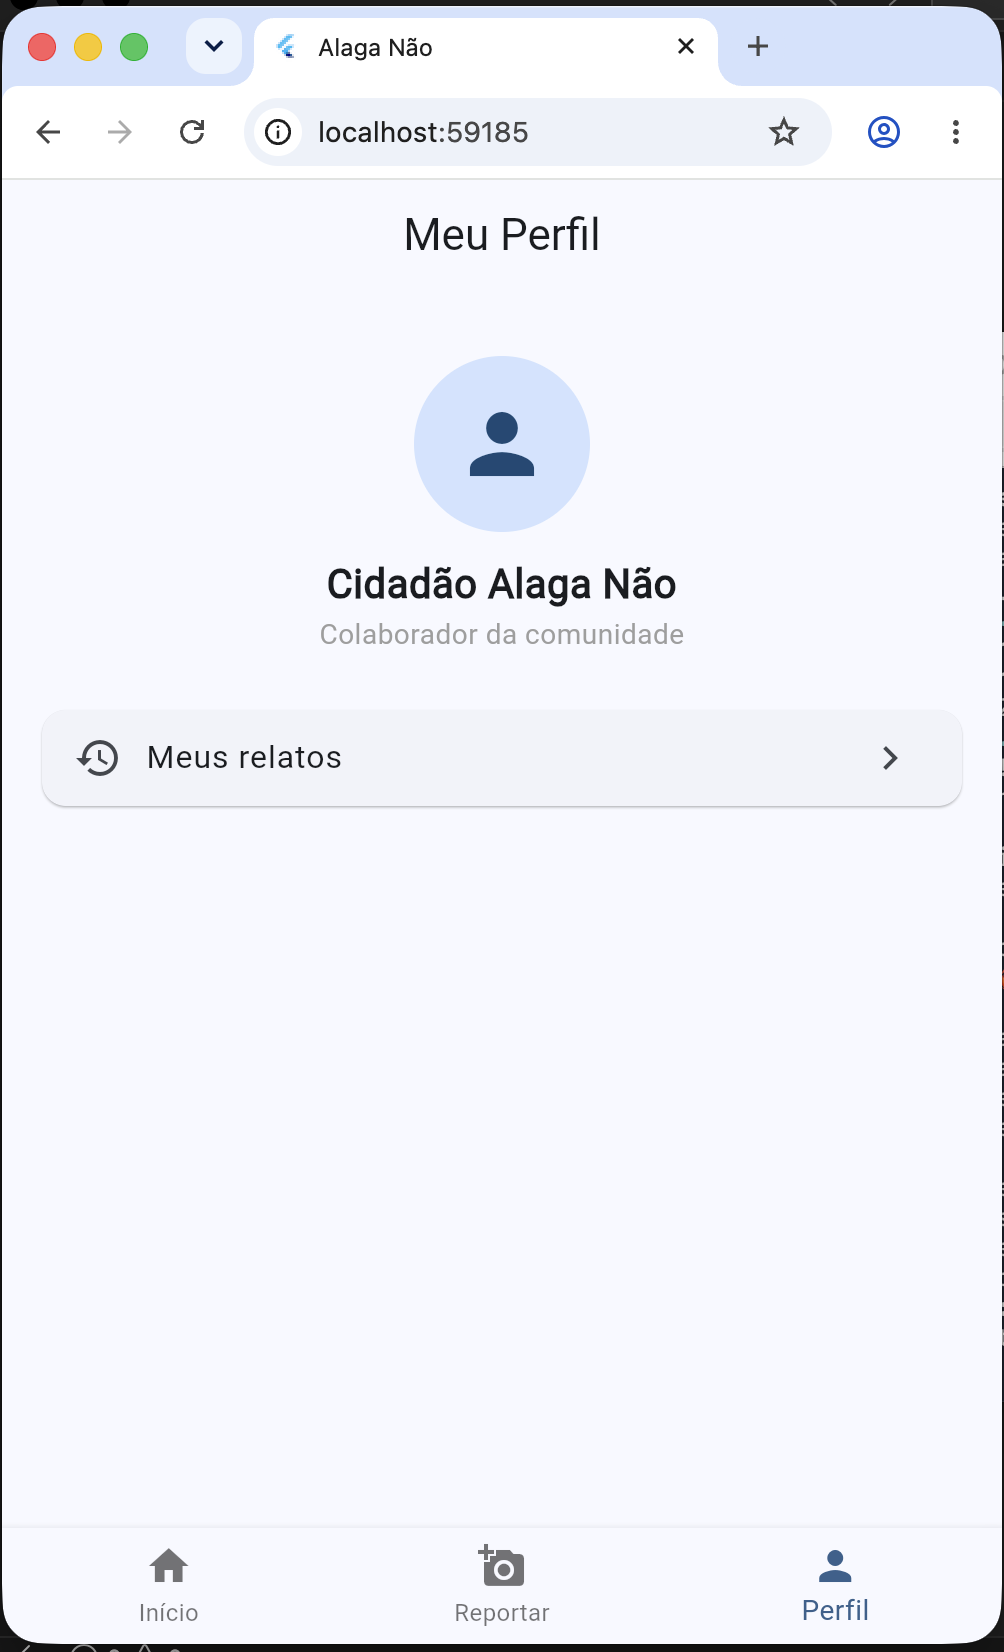 Alaga Não
localhost:59185
Meu Perfil
Cidadão Alaga Não
Colaborador da comunidade
Meus relatos
Início
Reportar
Perfil